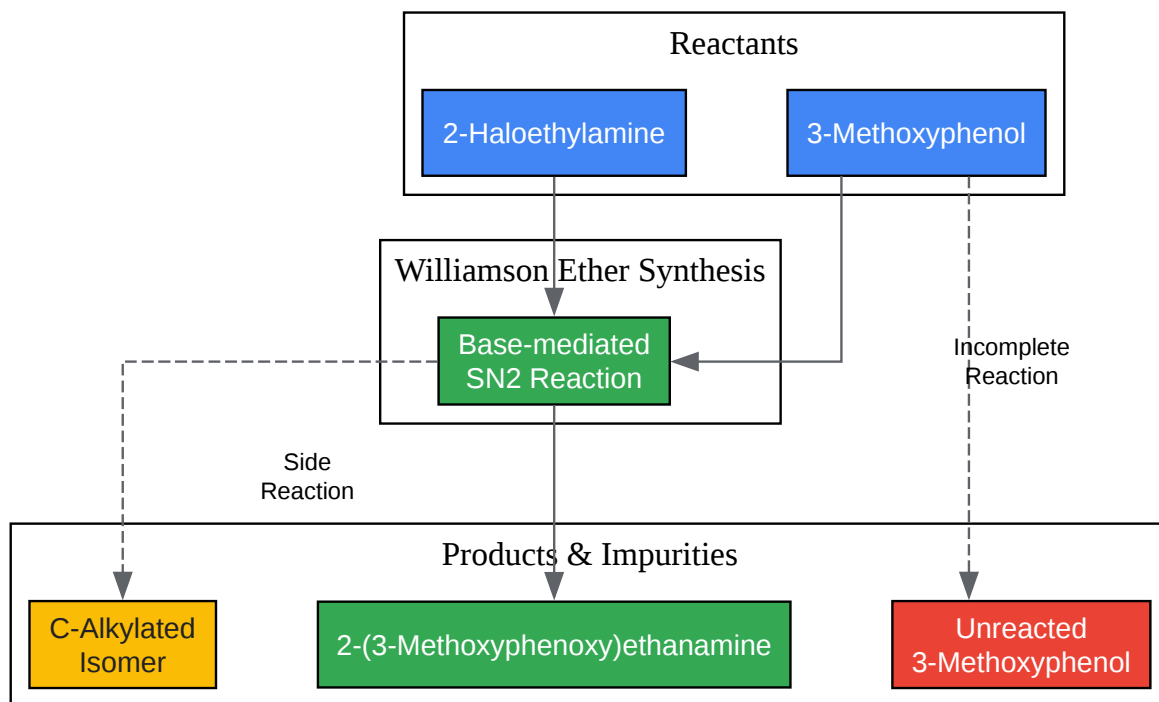 Reactants
2-Haloethylamine
3-Methoxyphenol
Williamson Ether Synthesis
Base-mediated
SN2 Reaction
Incomplete
Reaction
Side
Reaction
Products & Impurities
C-Alkylated
Isomer
2-(3-Methoxyphenoxy)ethanamine
Unreacted
3-Methoxyphenol